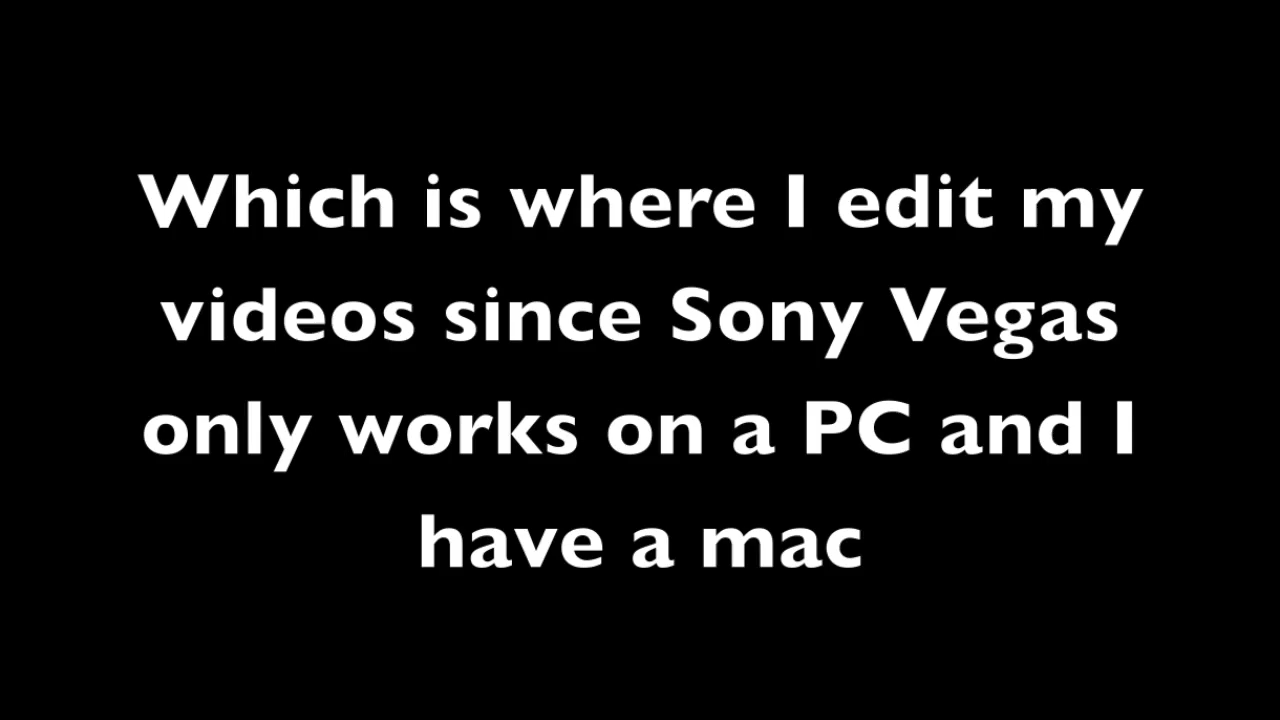 Which is where I edit my
videos since Sony Vegas
only works on a PC and I
have a mac